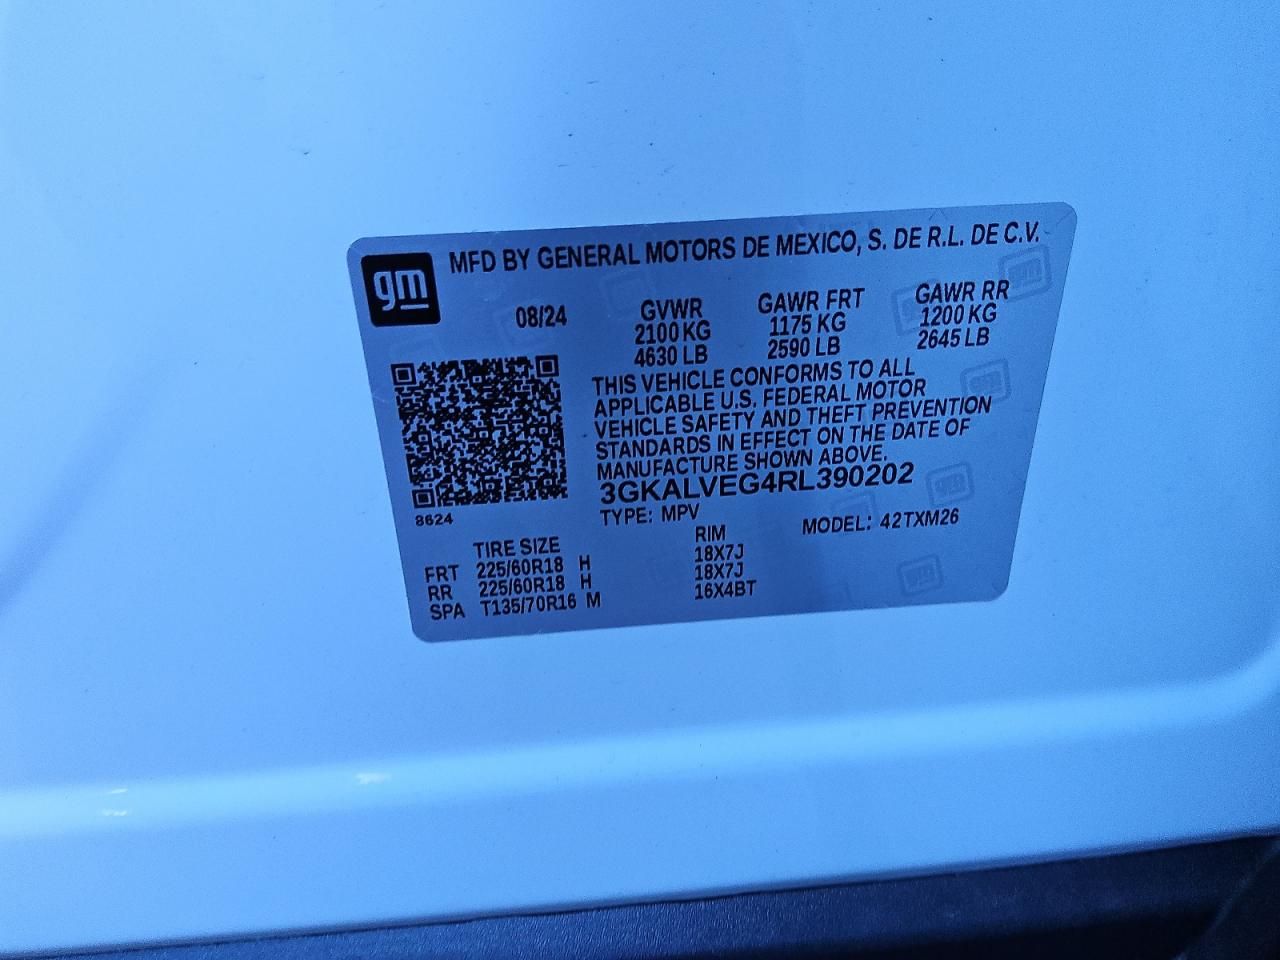 gm
MFD BY GENERAL MOTORS DE MEXICO, S. DE R.L. DE C.V.
08/24 GVWR GAWR FRT GAWR RR
2100 KG 1175 KG 1200 KG
4630 LB 2590 LB 2645 LB
THIS VEHICLE CONFORMS TO ALL
APPLICABLE U.S. FEDERAL MOTOR
VEHICLE SAFETY AND THEFT PREVENTION
STANDARDS IN EFFECT ON THE DATE OF
MANUFACTURE SHOWN ABOVE.
3GKALVEG4RL390202
8624
TYPE: MPV MODEL: 42TXM26
TIRE SIZE RIM
FRT 225/60R18 H 18X7J
RR 225/60R18 H 18X7J
SPA T135/70R16 M 16X4BT